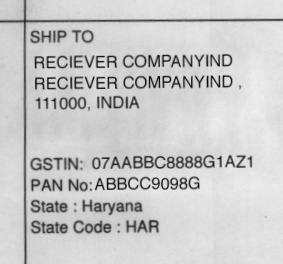 SHIP TO
RECIEVER COMPANYIND
RECIEVER COMPANYIND ,
111000, INDIA
GSTIN: 07AABBC8888G1AZ1
PAN No:ABBCC9098G
State : Haryana
State Code : HAR